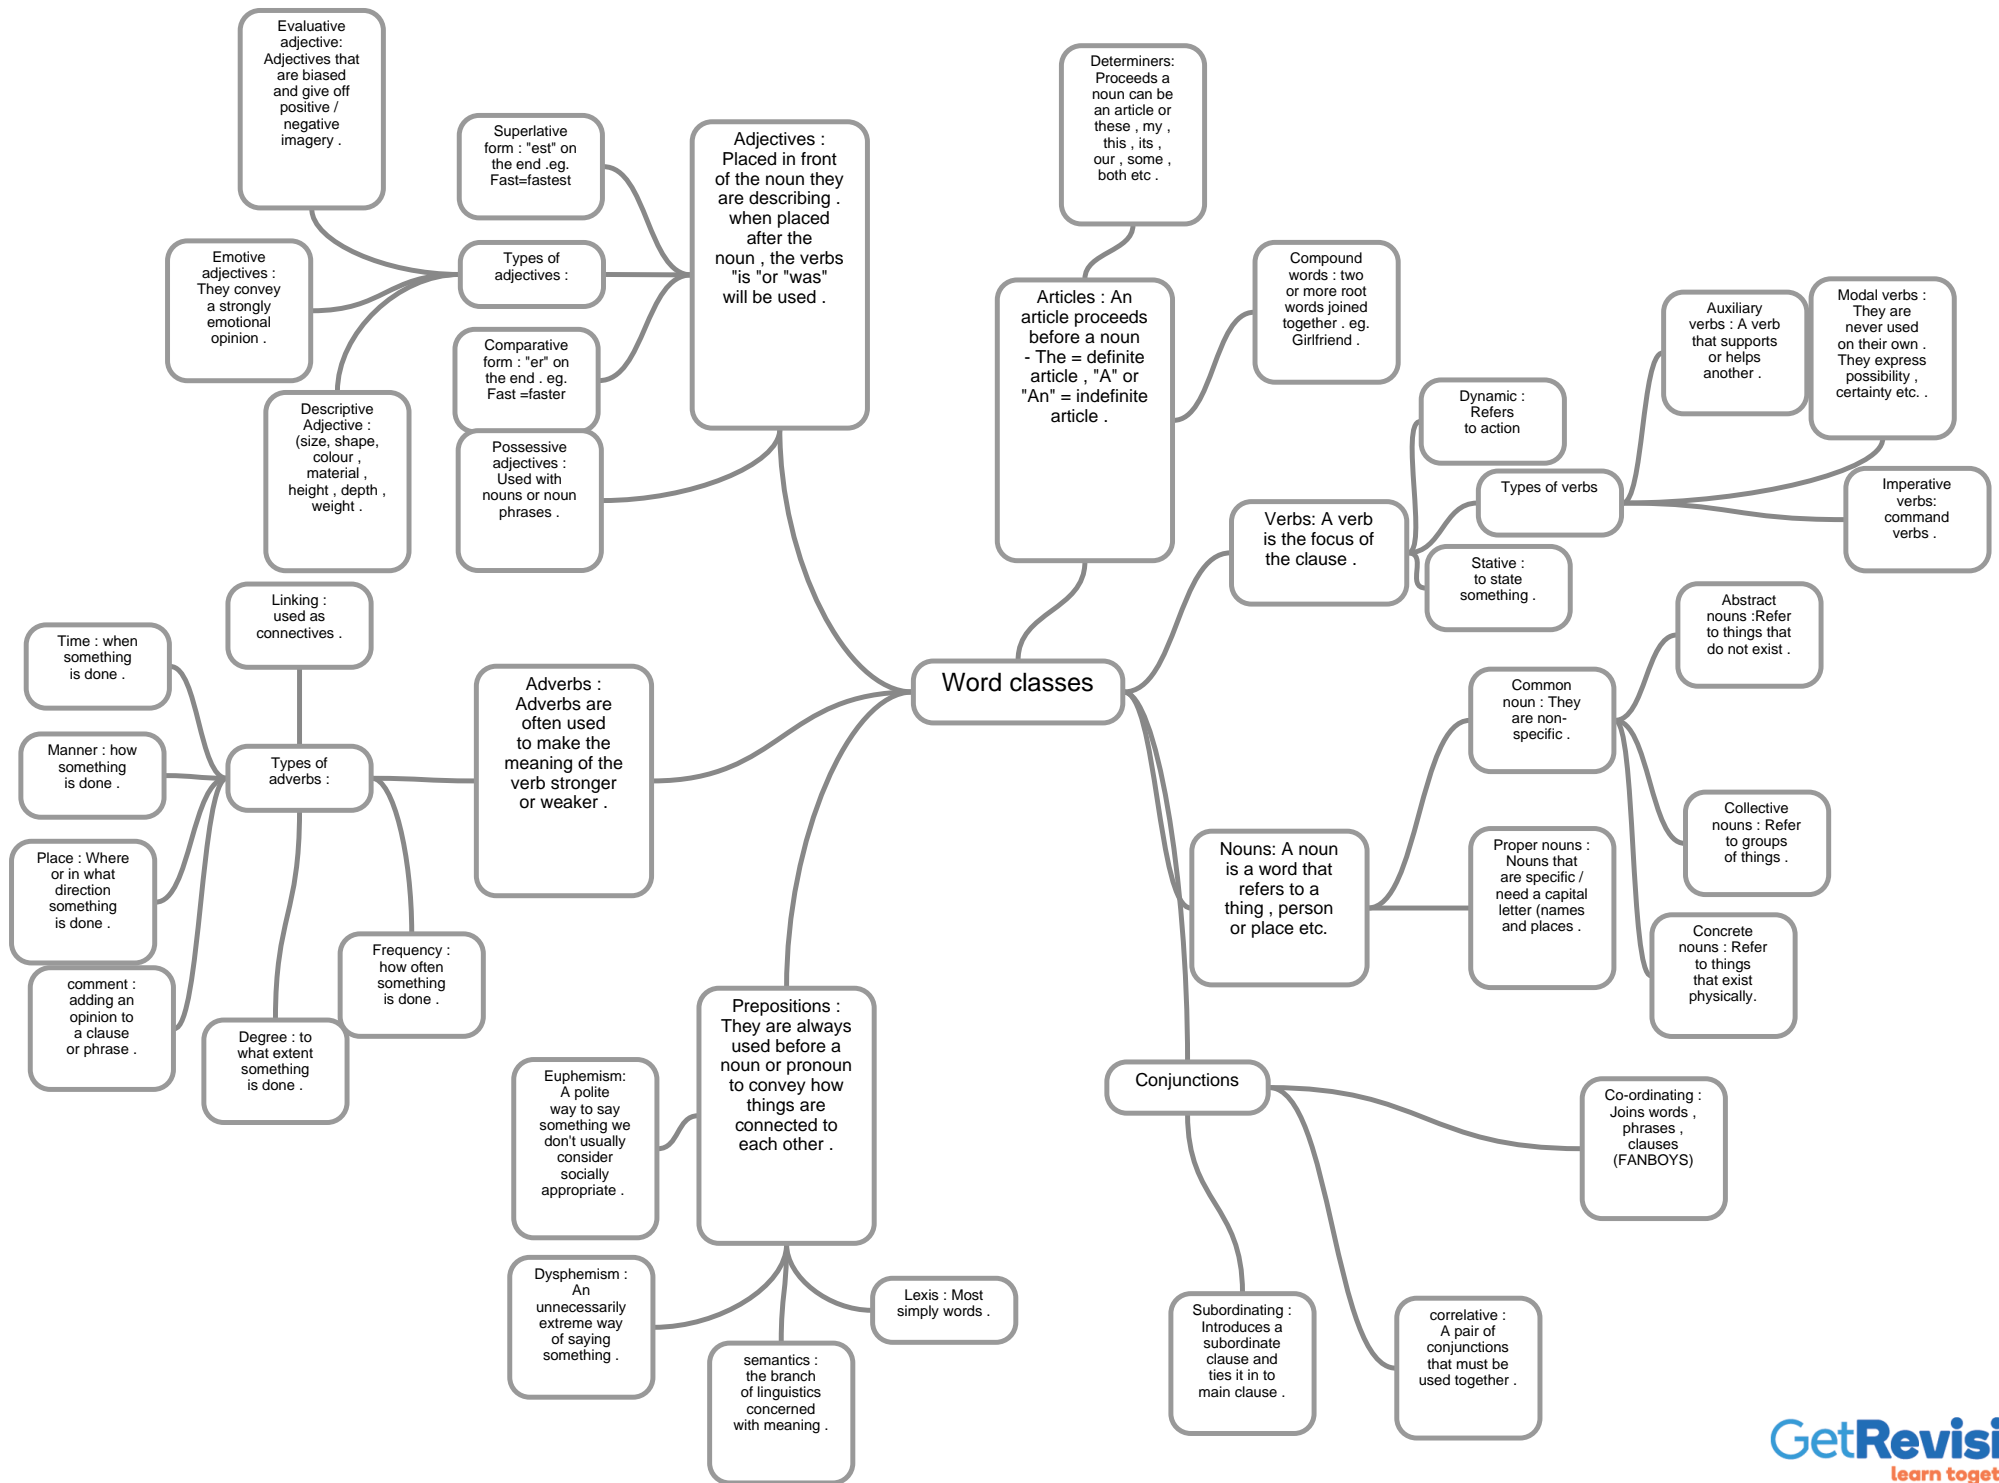 Word classes
Adjectives :
Placed in front
of the noun they
are describing .
when placed
after the
noun , the verbs
"is "or "was"
will be used .
Superlative
form : "est" on
the end .eg.
Fast=fastest
Types of
adjectives :
Evaluative
adjective:
Adjectives that
are biased
and give off
positive /
negative
imagery .
Emotive
adjectives :
They convey
a strongly
emotional
opinion .
Descriptive
Adjective :
(size, shape,
colour ,
material ,
height , depth ,
weight .
Comparative
form : "er" on
the end . eg.
Fast =faster
Possessive
adjectives :
Used with
nouns or noun
phrases .
Articles : An
article proceeds
before a noun
- The = definite
article , "A" or
"An" = indefinite
article .
Determiners:
Proceeds a
noun can be
an article or
these , my ,
this , its ,
our , some ,
both etc .
Compound
words : two
or more root
words joined
together . eg.
Girlfriend .
Verbs: A verb
is the focus of
the clause .
Dynamic :
Refers
to action
Types of verbs
Auxiliary
verbs : A verb
that supports
or helps
another .
Modal verbs :
They are
never used
on their own .
They express
possibility ,
certainty etc. .
Imperative
verbs:
command
verbs .
Stative :
to state
something .
Nouns: A noun
is a word that
refers to a
thing , person
or place etc.
Common
noun : They
are non-
specific .
Abstract
nouns :Refer
to things that
do not exist .
Collective
nouns : Refer
to groups
of things .
Concrete
nouns : Refer
to things
that exist
physically.
Proper nouns :
Nouns that
are specific /
need a capital
letter (names
and places .
Conjunctions
Co-ordinating :
Joins words ,
phrases ,
clauses
(FANBOYS)
correlative :
A pair of
conjunctions
that must be
used together .
Subordinating :
Introduces a
subordinate
clause and
ties it in to
main clause .
Prepositions :
They are always
used before a
noun or pronoun
to convey how
things are
connected to
each other .
Euphemism:
A polite
way to say
something we
don't usually
consider
socially
appropriate .
Dysphemism :
An
unnecessarily
extreme way
of saying
something .
semantics :
the branch
of linguistics
concerned
with meaning .
Lexis : Most
simply words .
Adverbs :
Adverbs are
often used
to make the
meaning of the
verb stronger
or weaker .
Types of
adverbs :
Linking :
used as
connectives .
Time : when
something
is done .
Manner : how
something
is done .
Place : Where
or in what
direction
something
is done .
comment :
adding an
opinion to
a clause
or phrase .
Degree : to
what extent
something
is done .
Frequency :
how often
something
is done .
GetRevisi
learn toget